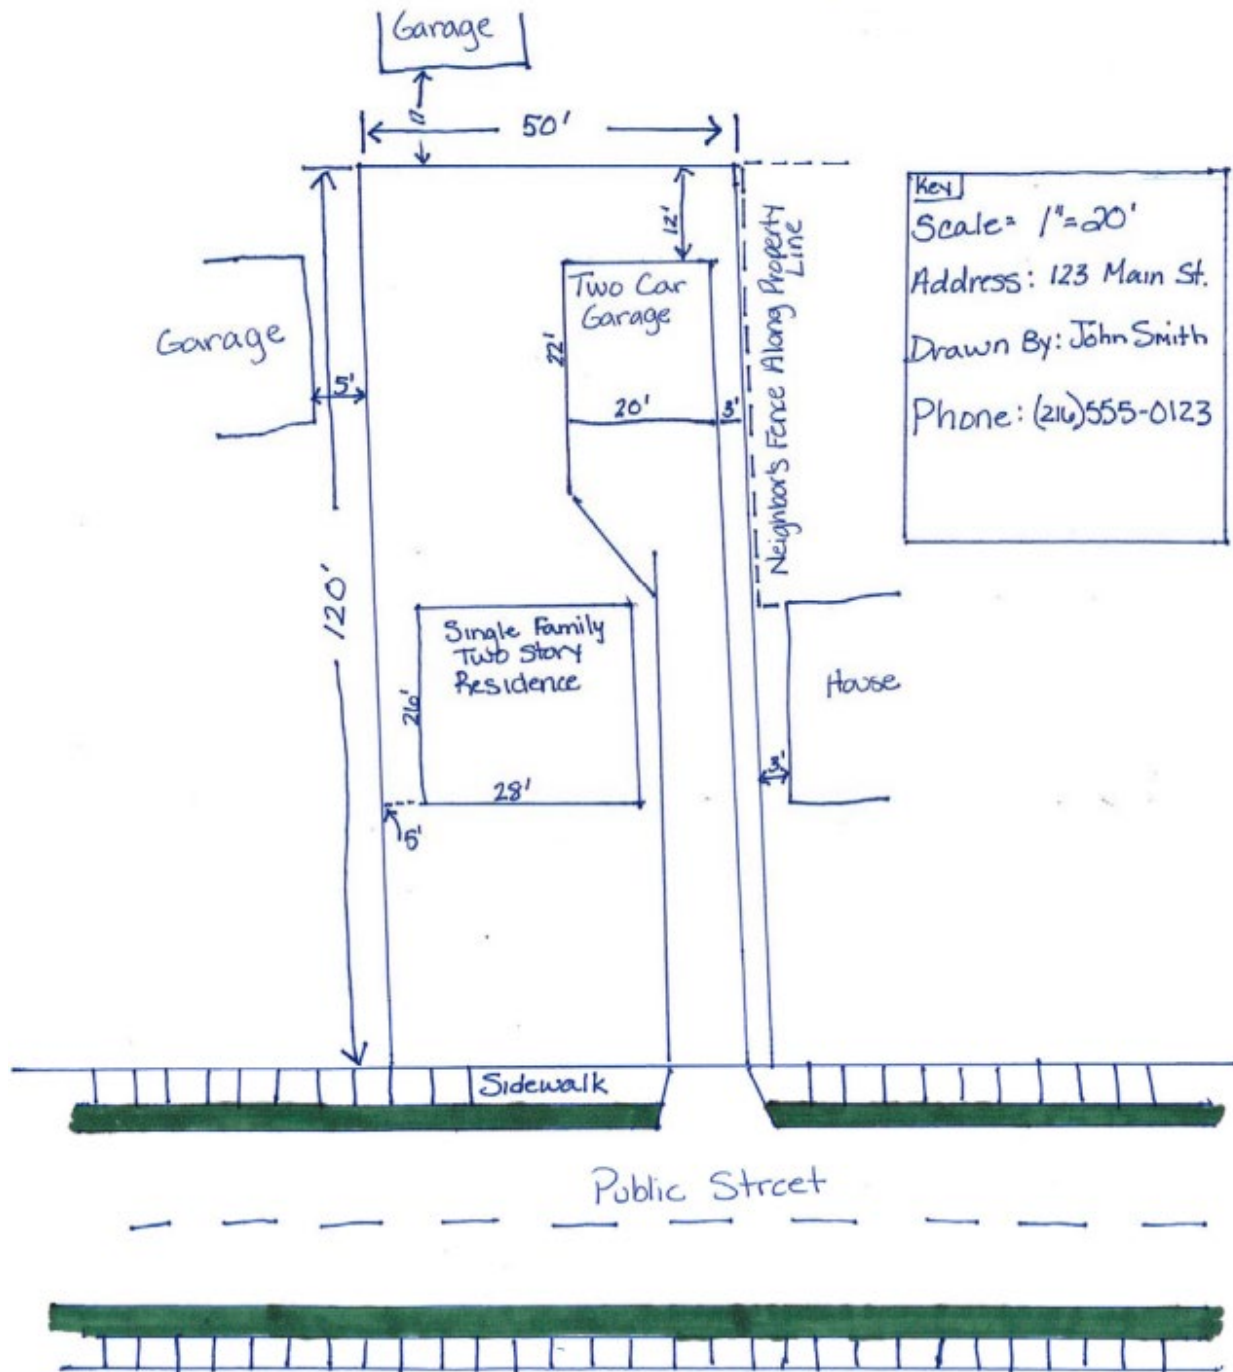 Garage
50'
12'
Key
Scale= 1"=20'
Address: 123 Main St.
Drawn By: John Smith
Phone: (216)555-0123
Garage
5'
Two Car
Garage
22'
20'
3'
Neighbor's Fence Along Property
Line
120'
Single Family
Two Story
Residence
26'
28'
5'
House
3'
Sidewalk
Public Street